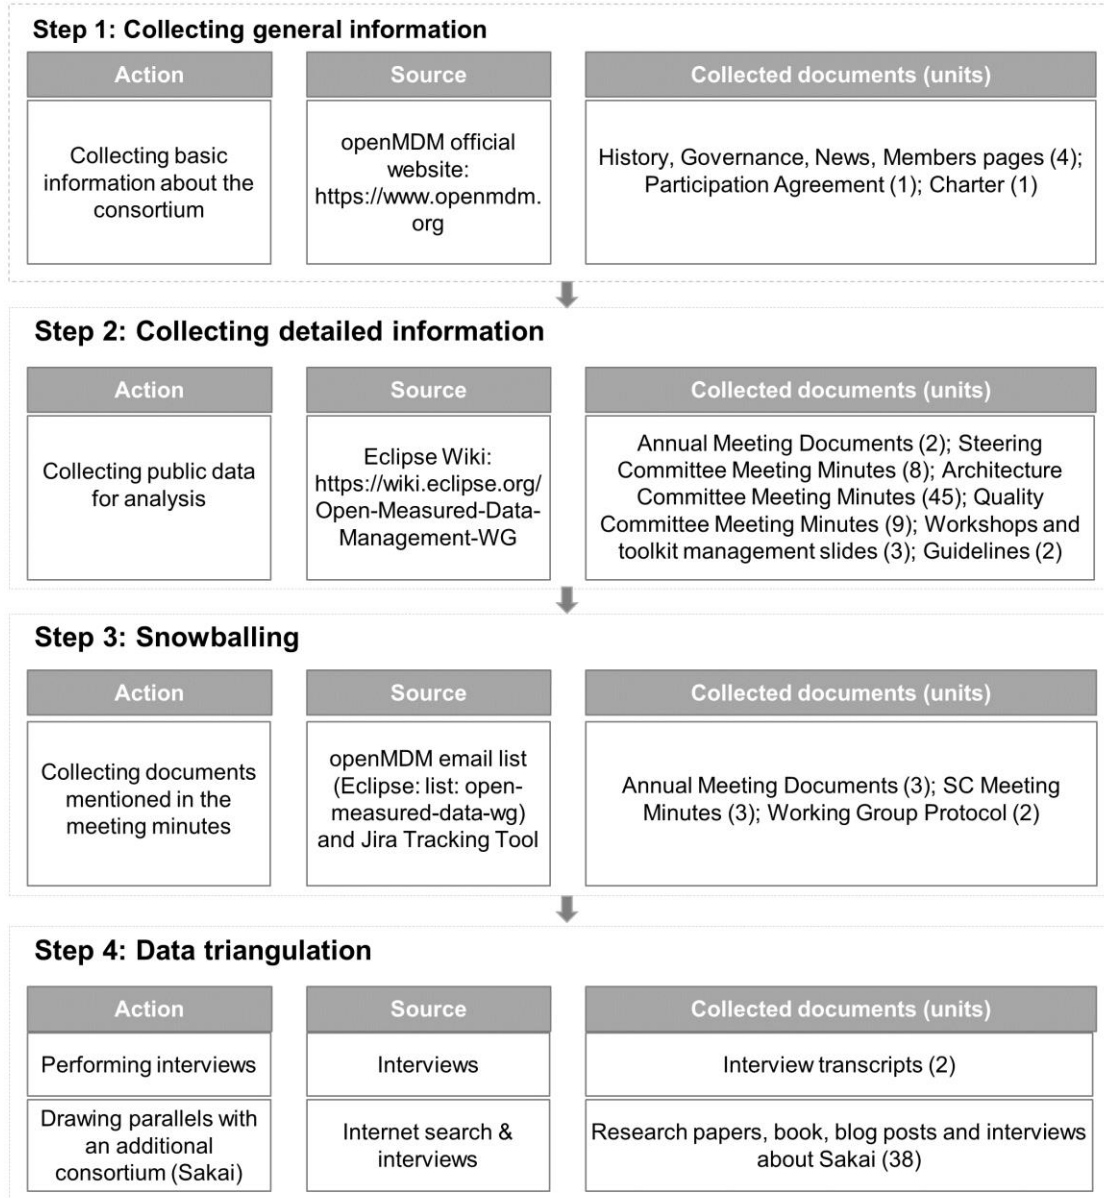 Step 1: Collecting general information
Action
Source
Collected documents (units)
Collecting basic
information about the
consortium
openMDM official
website:
https://www.openmdm.
org
History, Governance, News, Members pages (4);
Participation Agreement (1); Charter (1)
Step 2: Collecting detailed information
Action
Source
Collected documents (units)
Collecting public data
for analysis
Eclipse Wiki:
https://wiki.eclipse.org/
Open-Measured-Data-
Management-WG
Annual Meeting Documents (2); Steering
Committee Meeting Minutes (8); Architecture
Committee Meeting Minutes (45); Quality
Committee Meeting Minutes (9); Workshops and
toolkit management slides (3); Guidelines (2)
Step 3: Snowballing
Action
Source
Collected documents (units)
Collecting documents
mentioned in the
meeting minutes
openMDM email list
(Eclipse: list: open-
measured-data-wg)
and Jira Tracking Tool
Annual Meeting Documents (3); SC Meeting
Minutes (3); Working Group Protocol (2)
Step 4: Data triangulation
Action
Source
Collected documents (units)
Performing interviews
Interviews
Interview transcripts (2)
Drawing parallels with
an additional
consortium (Sakai)
Internet search &
interviews
Research papers, book, blog posts and interviews
about Sakai (38)